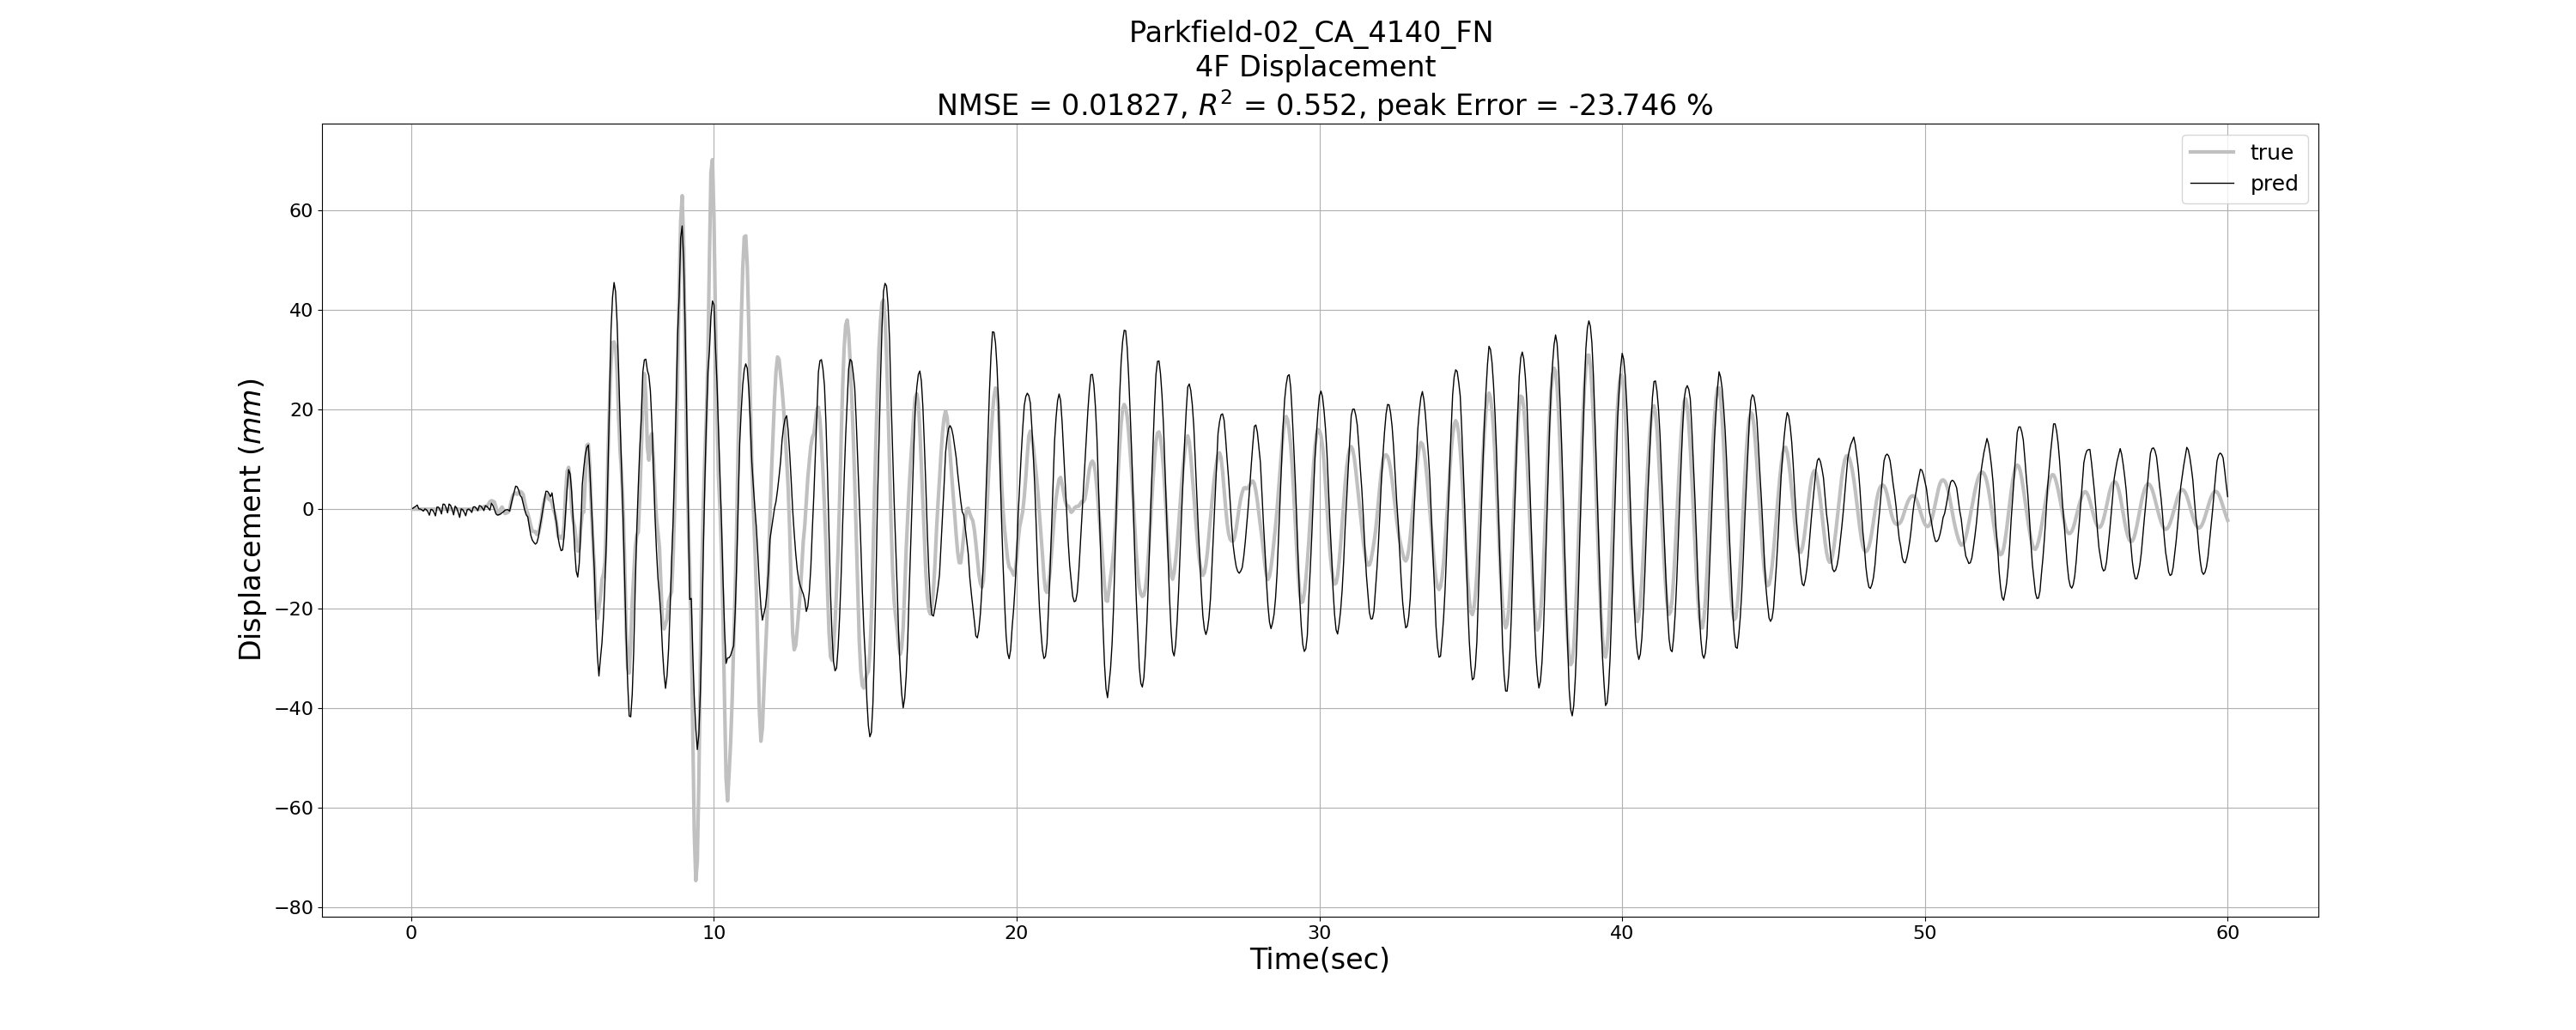 Parkfield-02_CA_4140_FN
4F Displacement
NMSE = 0.01827, R² = 0.552, peak Error = -23.746 %
true
pred
Displacement (mm)
60
40
20
0
−20
−40
−60
−80
0 10 20 30 40 50 60
Time(sec)